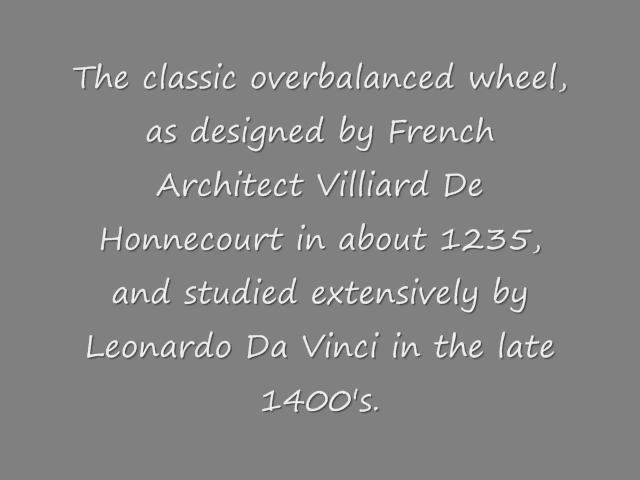 The classic overbalanced wheel,
as designed by French
Architect Villiard De
Honnecourt in about 1235,
and studied extensively by
Leonardo Da Vinci in the late
1400's.